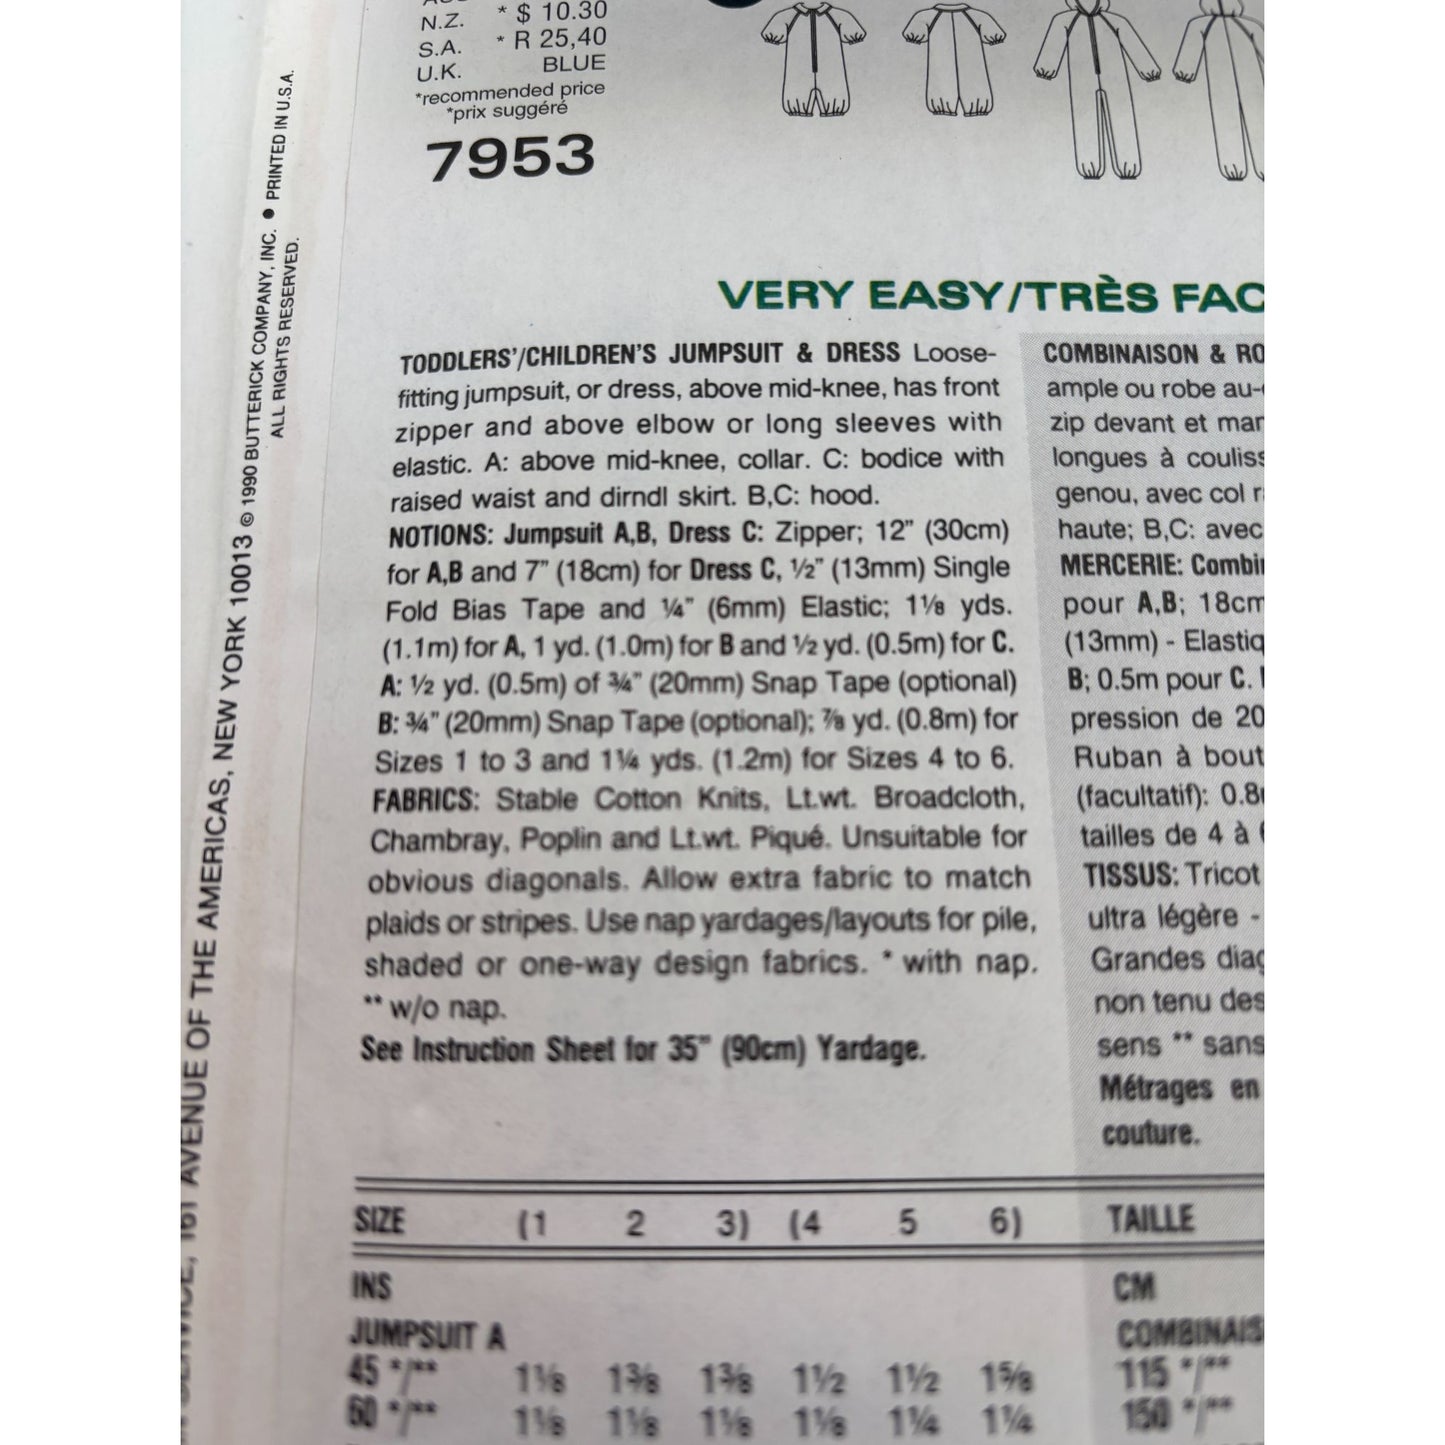 N.Z. * $ 10.30
S.A. * R 25,40
U.K. BLUE
*recommended price
*prix suggéré
7953
VERY EASY/TRÈS FAC
TODDLERS'/CHILDREN'S JUMPSUIT & DRESS Loose-
fitting jumpsuit, or dress, above mid-knee, has front
zipper and above elbow or long sleeves with
elastic. A: above mid-knee, collar. C: bodice with
raised waist and dirndl skirt. B,C: hood.
NOTIONS: Jumpsuit A,B, Dress C: Zipper; 12" (30cm)
for A,B and 7" (18cm) for Dress C, ½" (13mm) Single
Fold Bias Tape and ¼" (6mm) Elastic; 1⅛ yds.
(1.1m) for A, 1 yd. (1.0m) for B and ½ yd. (0.5m) for C.
A: ½ yd. (0.5m) of ¾" (20mm) Snap Tape (optional)
B: ¾" (20mm) Snap Tape (optional); ⅞ yd. (0.8m) for
Sizes 1 to 3 and 1¼ yds. (1.2m) for Sizes 4 to 6.
FABRICS: Stable Cotton Knits, Lt.wt. Broadcloth,
Chambray, Poplin and Lt.wt. Piqué. Unsuitable for
obvious diagonals. Allow extra fabric to match
plaids or stripes. Use nap yardages/layouts for pile,
shaded or one-way design fabrics. * with nap.
** w/o nap.
See Instruction Sheet for 35" (90cm) Yardage.
COMBINAISON & RO
ample ou robe au-
zip devant et mar
longues à couliss
genou, avec col r
haute; B,C: avec
MERCERIE: Combi
pour A,B; 18cm
(13mm) - Elastiq
B; 0.5m pour C.
pression de 20
Ruban à bout
(facultatif): 0.8
tailles de 4 à
TISSUS: Tricot
ultra légère -
Grandes diag
non tenu des
sens ** sans
Métrages en
couture.
SIZE (1 2 3) (4 5 6) TAILLE
INS CM
JUMPSUIT A COMBINAIS
45 */** 1⅛ 1⅜ 1⅜ 1½ 1½ 1⅝ 115 */**
60 */** 1⅛ 1⅛ 1⅛ 1⅛ 1¼ 1¼ 150 */**
161 AVENUE OF THE AMERICAS, NEW YORK 10013 © 1990 BUTTERICK COMPANY, INC. ● PRINTED IN U.S.A.
ALL RIGHTS RESERVED.